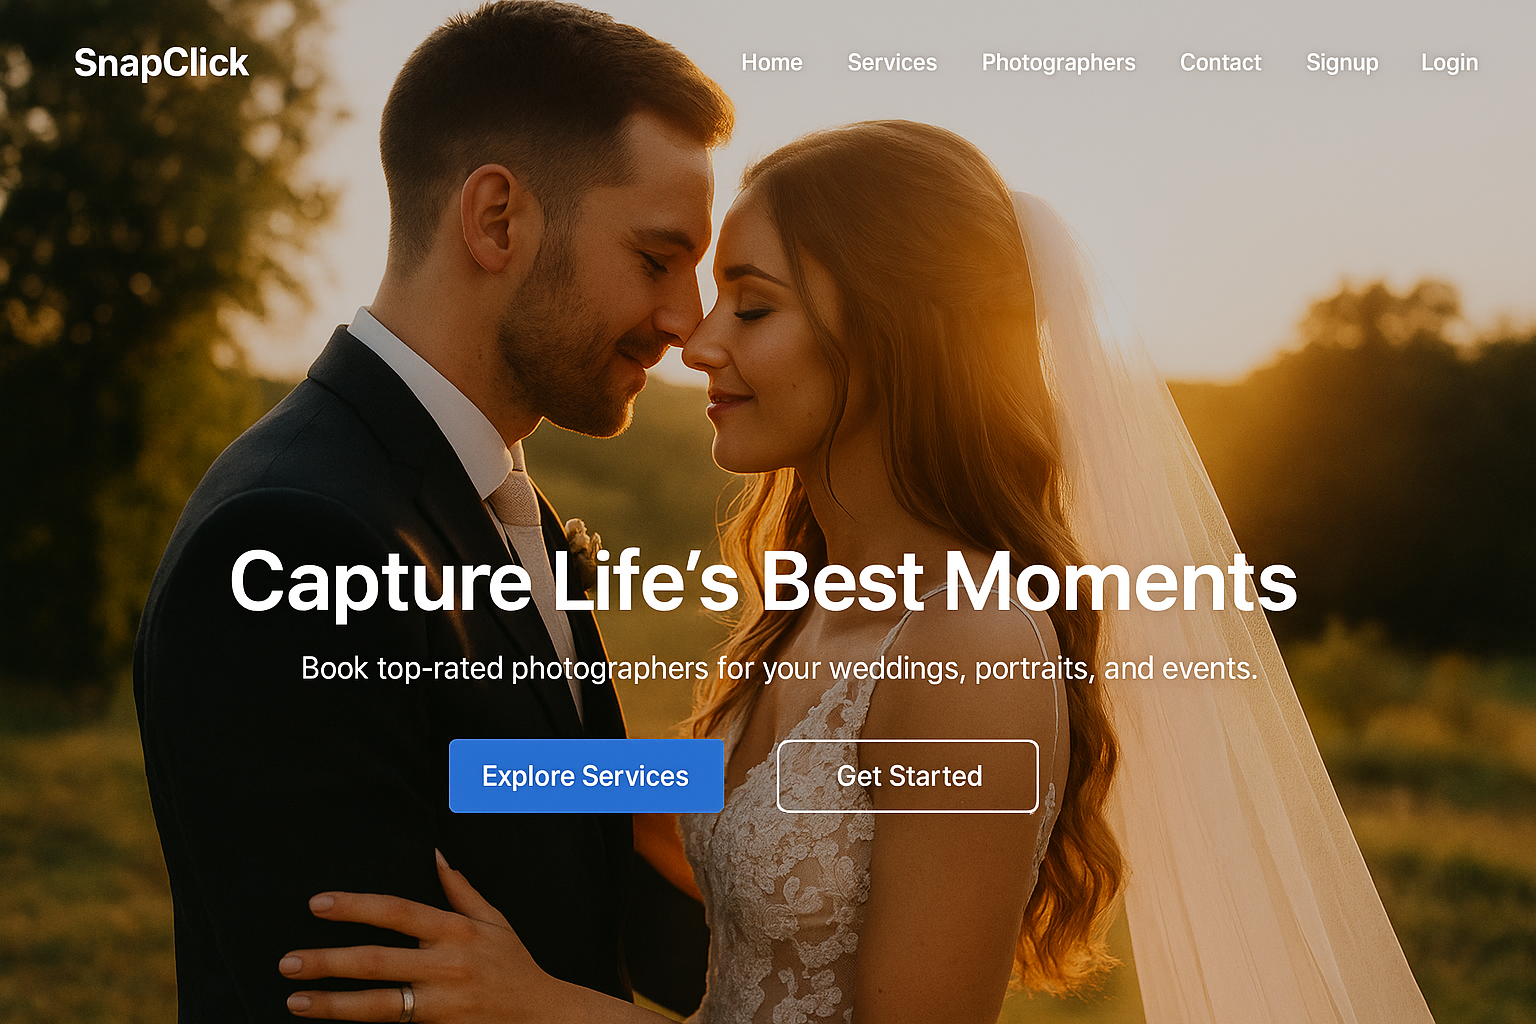 SnapClick
Home Services Photographers Contact Signup Login
Capture Life’s Best Moments
Book top-rated photographers for your weddings, portraits, and events.
Explore Services Get Started